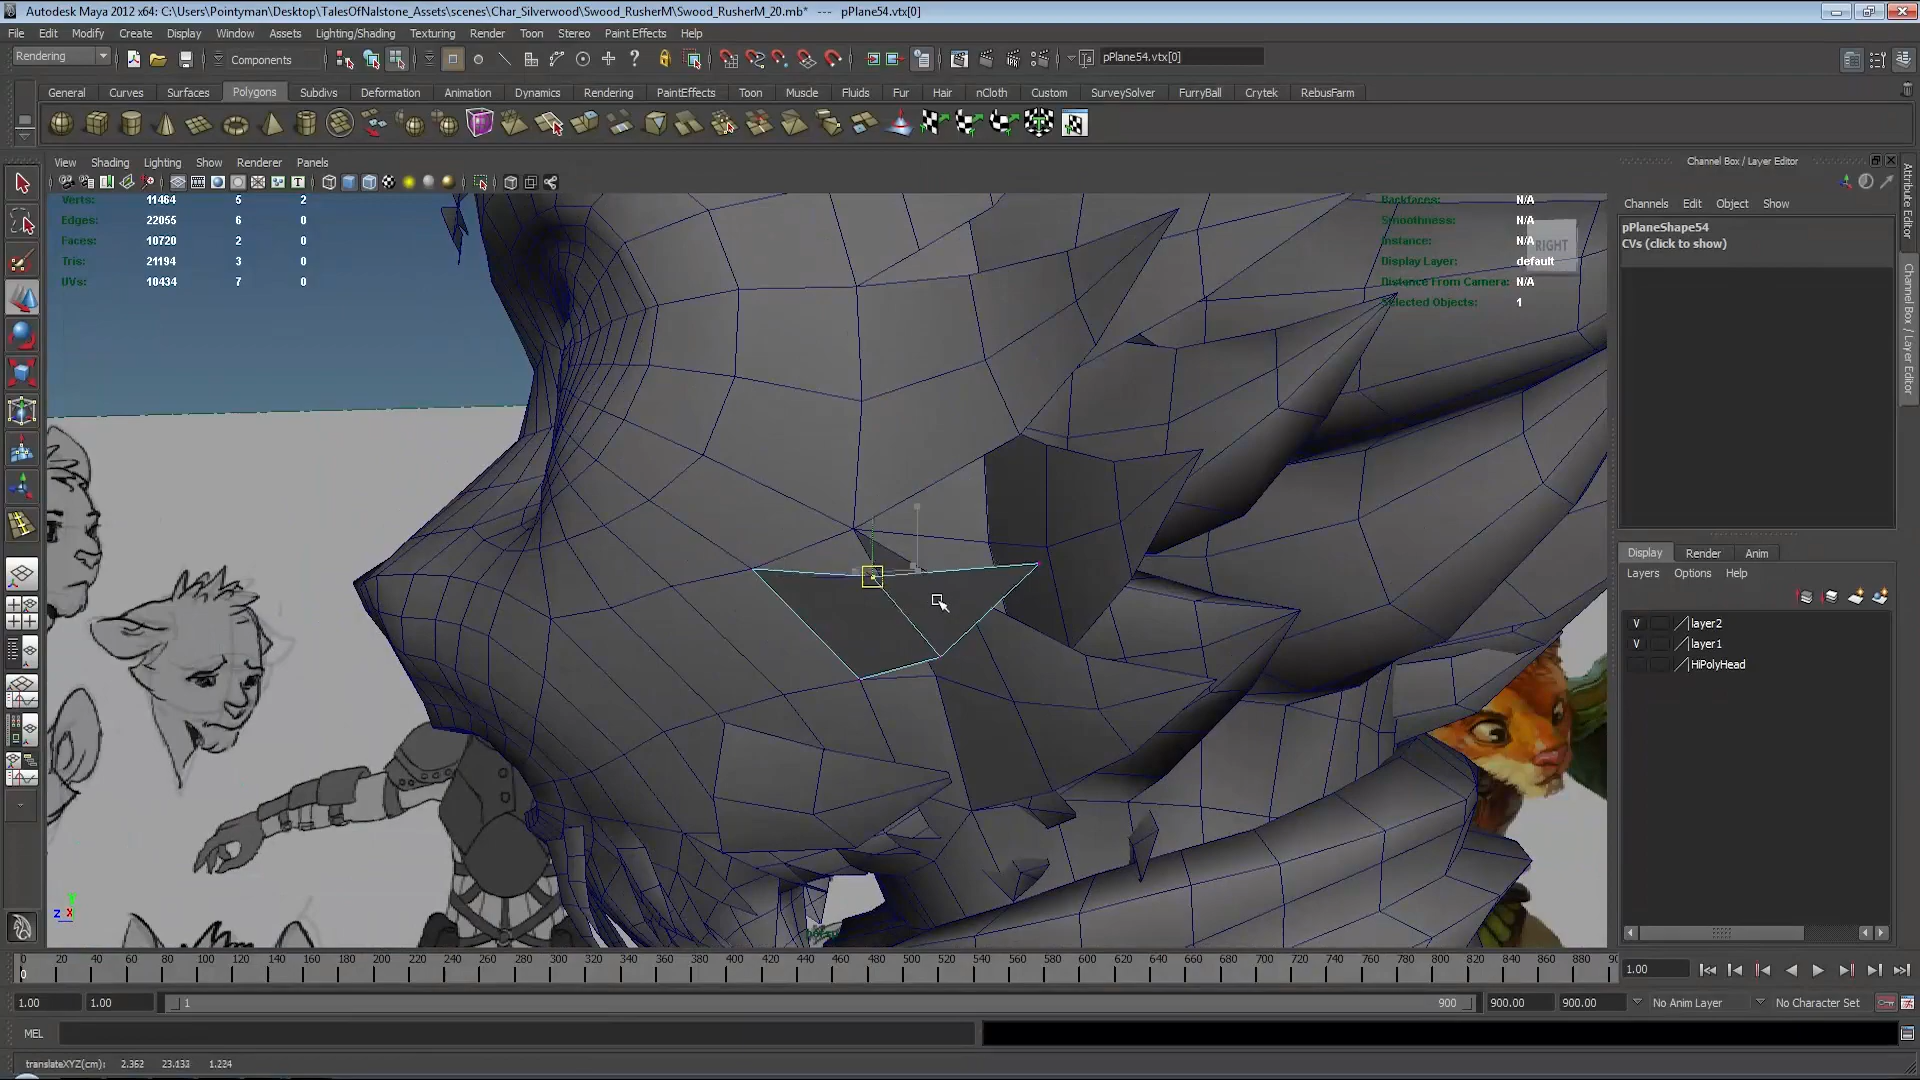 Autodesk Maya 2012 x64: C:\Users\Pointyman\Desktop\TalesOfNalstone_Assets\scenes\Char_Silverwood\Swood_RusherM\Swood_RusherM_20.mb* --- pPlane54.vtx[0]
File Edit Modify Create Display Window Assets Lighting/Shading Texturing Render Toon Stereo Paint Effects Help
Rendering Components pPlane54.vtx[0]
General Curves Surfaces Polygons Subdivs Deformation Animation Dynamics Rendering PaintEffects Toon Muscle Fluids Fur Hair nCloth Custom SurveySolver FurryBall Crytek RebusFarm
View Shading Lighting Show Renderer Panels
Verts: 11464 5 2
Edges: 22055 6 0
Faces: 10720 2 0
Tris: 21194 3 0
UVs: 10434 7 0
Backfaces: N/A
Smoothness: N/A
Instance: N/A
Display Layer: default
Distance From Camera: N/A
Selected Objects: 1
RIGHT
Channel Box / Layer Editor
Channels Edit Object Show
pPlaneShape54
CVs (click to show)
Attribute Editor
Channel Box / Layer Editor
Display Render Anim
Layers Options Help
V layer2
V layer1
HiPolyHead
Z X
0 20 40 60 80 100 120 140 160 180 200 220 240 260 280 300 320 340 360 380 400 420 440 460 480 500 520 540 560 580 600 620 640 660 680 700 720 740 760 780 800 820 840 860 880 90
0
1.00
1.00 1.00 1 900 900.00 900.00 No Anim Layer No Character Set
MEL
translateXYZ(cm): 2.362 23.133 1.224